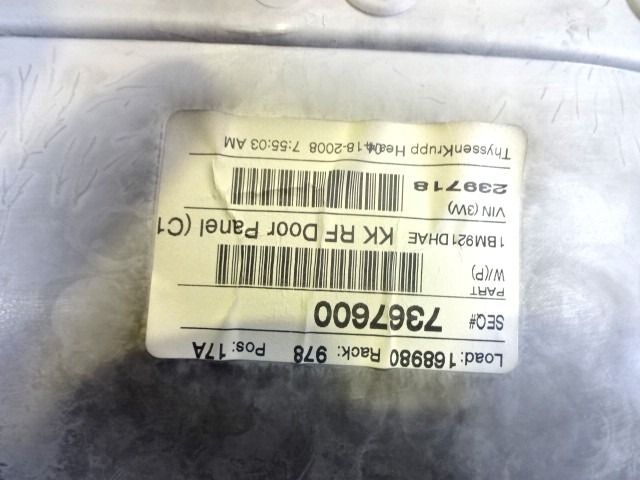 Load: 168980 Rack: 978 Pos: 17A
SEQ# 7367600
PART
W/(P)
1BM921DHAE KK RF Door Panel (C1
VIN (3W)
239718
ThyssenKrupp 18-2008 7:55:03 AM